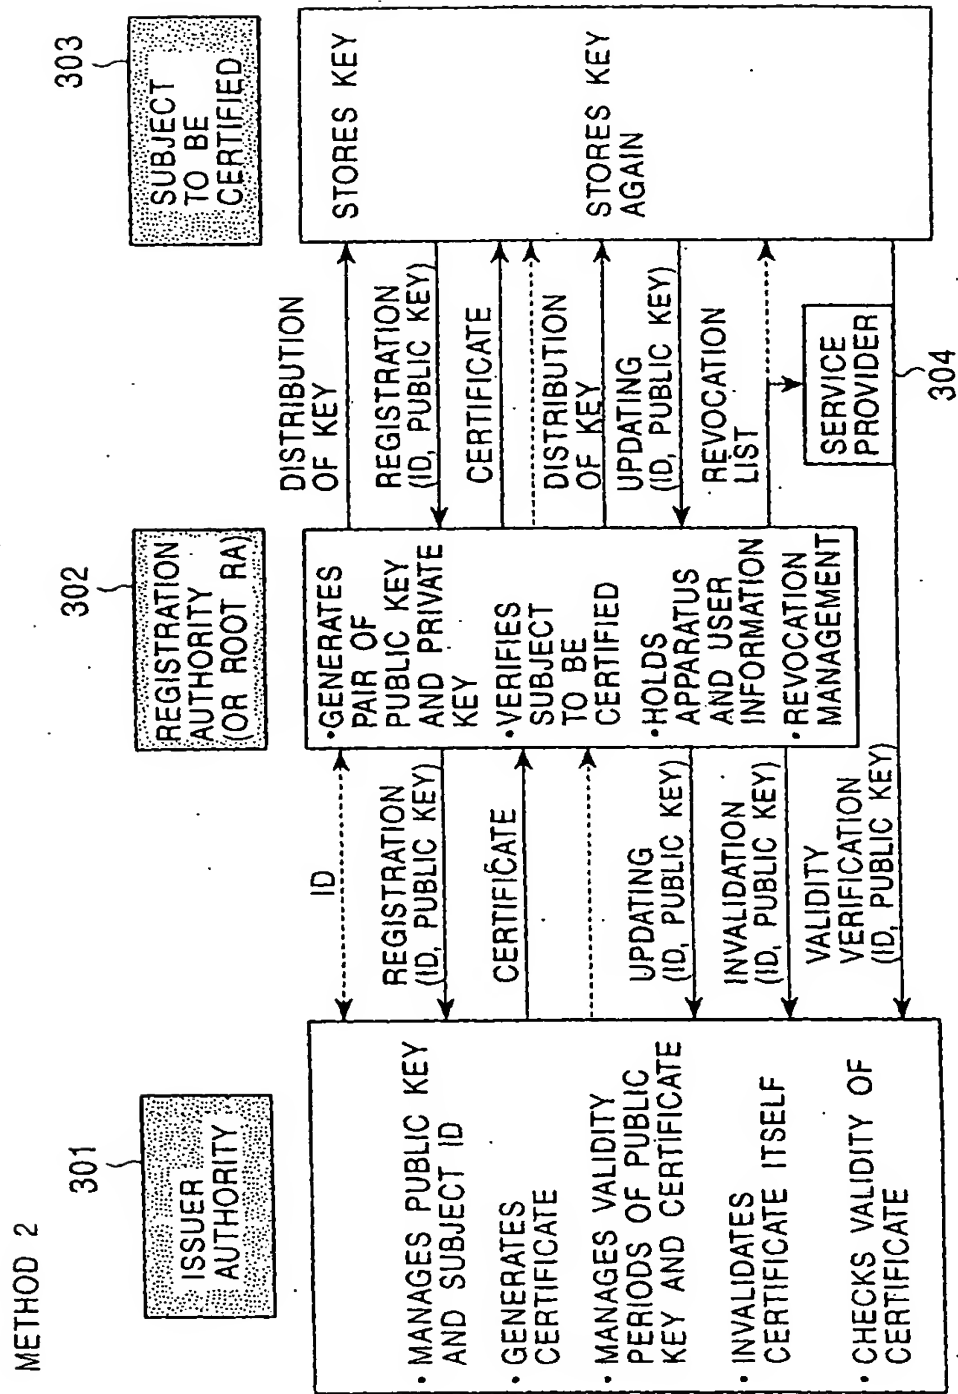 METHOD 2
301
ISSUER
AUTHORITY
• MANAGES PUBLIC KEY
AND SUBJECT ID
• GENERATES
CERTIFICATE
• MANAGES VALIDITY
PERIODS OF PUBLIC
KEY AND CERTIFICATE
• INVALIDATES
CERTIFICATE ITSELF
• CHECKS VALIDITY OF
CERTIFICATE
ID
REGISTRATION
(ID, PUBLIC KEY)
CERTIFICATE
UPDATING
(ID, PUBLIC KEY)
INVALIDATION
(ID, PUBLIC KEY)
VALIDITY
VERIFICATION
(ID, PUBLIC KEY)
302
REGISTRATION
AUTHORITY
(OR ROOT RA)
• GENERATES
PAIR OF
PUBLIC KEY
AND PRIVATE
KEY
• VERIFIES
SUBJECT
TO BE
CERTIFIED
• HOLDS
APPARATUS
AND USER
INFORMATION
• REVOCATION
MANAGEMENT
DISTRIBUTION
OF KEY
REGISTRATION
(ID, PUBLIC KEY)
CERTIFICATE
DISTRIBUTION
OF KEY
UPDATING
(ID, PUBLIC KEY)
REVOCATION
LIST
SERVICE
PROVIDER
304
303
SUBJECT
TO BE
CERTIFIED
STORES KEY
STORES KEY
AGAIN